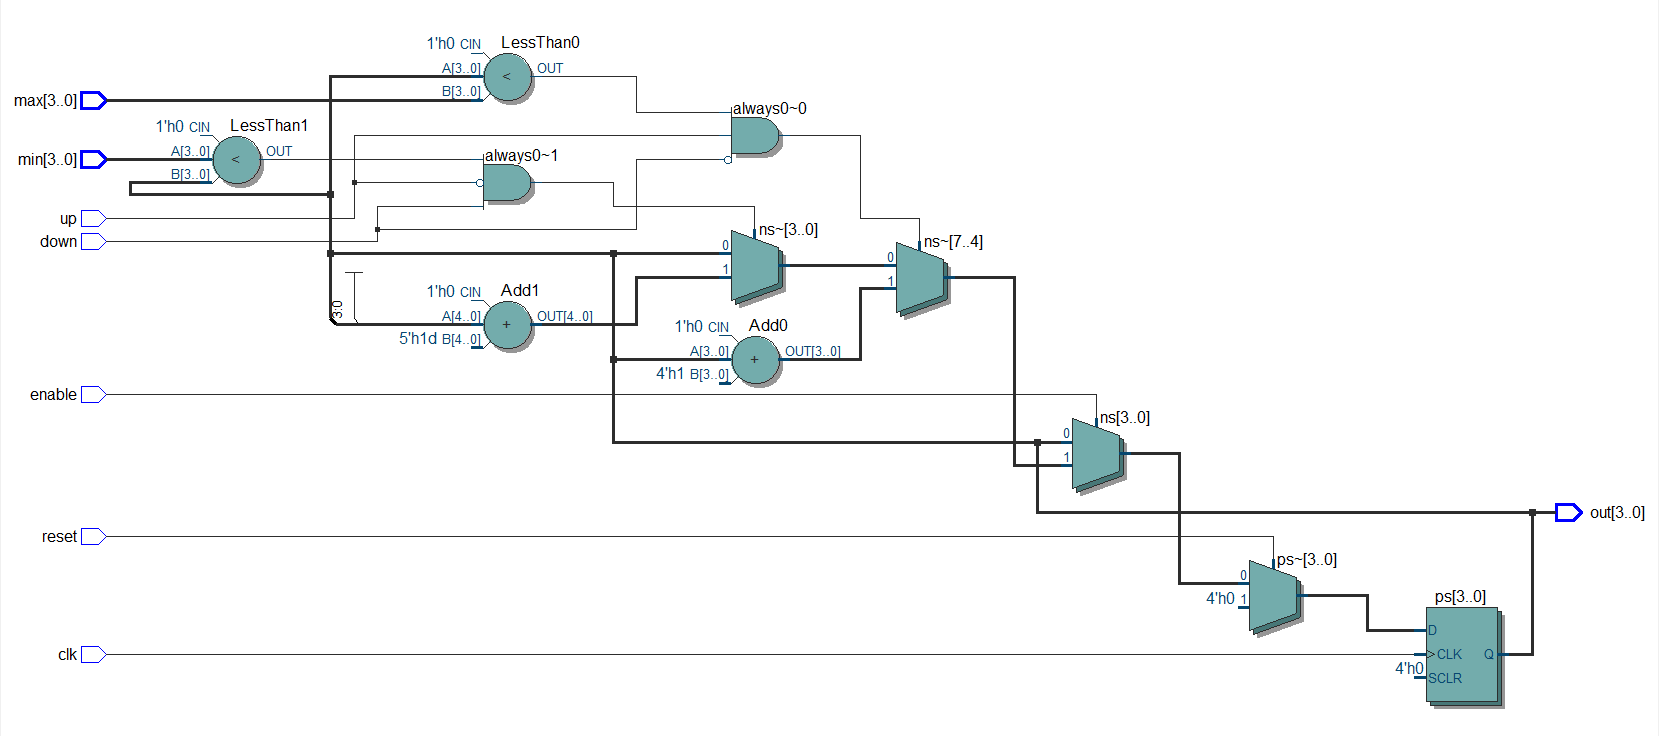 LessThan0
1'h0 CIN
A[3..0]
B[3..0]
<
OUT
max[3..0]
always0~0
LessThan1
1'h0 CIN
A[3..0]
B[3..0]
<
OUT
min[3..0]
always0~1
up
down
ns~[3..0]
0
1
ns~[7..4]
0
1
3:0
Add1
1'h0 CIN
A[4..0]
5'h1d B[4..0]
+
OUT[4..0]
Add0
1'h0 CIN
A[3..0]
4'h1 B[3..0]
+
OUT[3..0]
enable
ns[3..0]
0
1
reset
out[3..0]
ps~[3..0]
0
4'h0 1
ps[3..0]
D
clk
CLK
Q
4'h0
SCLR